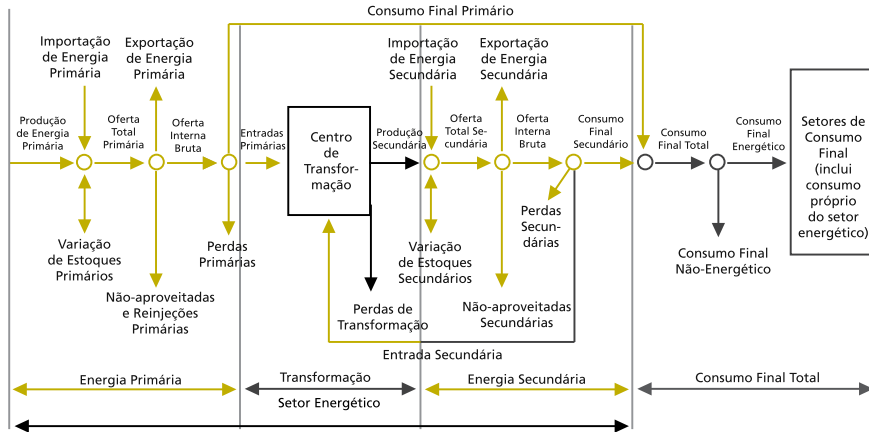 Consumo Final Primário
Importação
de Energia
Primária
Exportação
de Energia
Primária
Importação
de Energia
Secundária
Exportação
de Energia
Secundária
Produção
de Energia
Primária
Oferta
Total
Primária
Oferta
Interna
Bruta
Entradas
Primárias
Centro
de
Transfor-
mação
Produção
Secundária
Oferta
Total Se-
cundária
Oferta
Interna
Bruta
Consumo
Final
Secundário
Consumo
Final Total
Consumo
Final
Energético
Setores de
Consumo
Final
(inclui
consumo
próprio
do setor
energético)
Variação
de Estoques
Primários
Perdas
Primárias
Não-aproveitadas
e Reinjeções
Primárias
Perdas de
Transformação
Variação
de Estoques
Secundários
Perdas
Secun-
dárias
Não-aproveitadas
Secundárias
Consumo Final
Não-Energético
Entrada Secundária
Energia Primária
Transformação
Energia Secundária
Consumo Final Total
Setor Energético